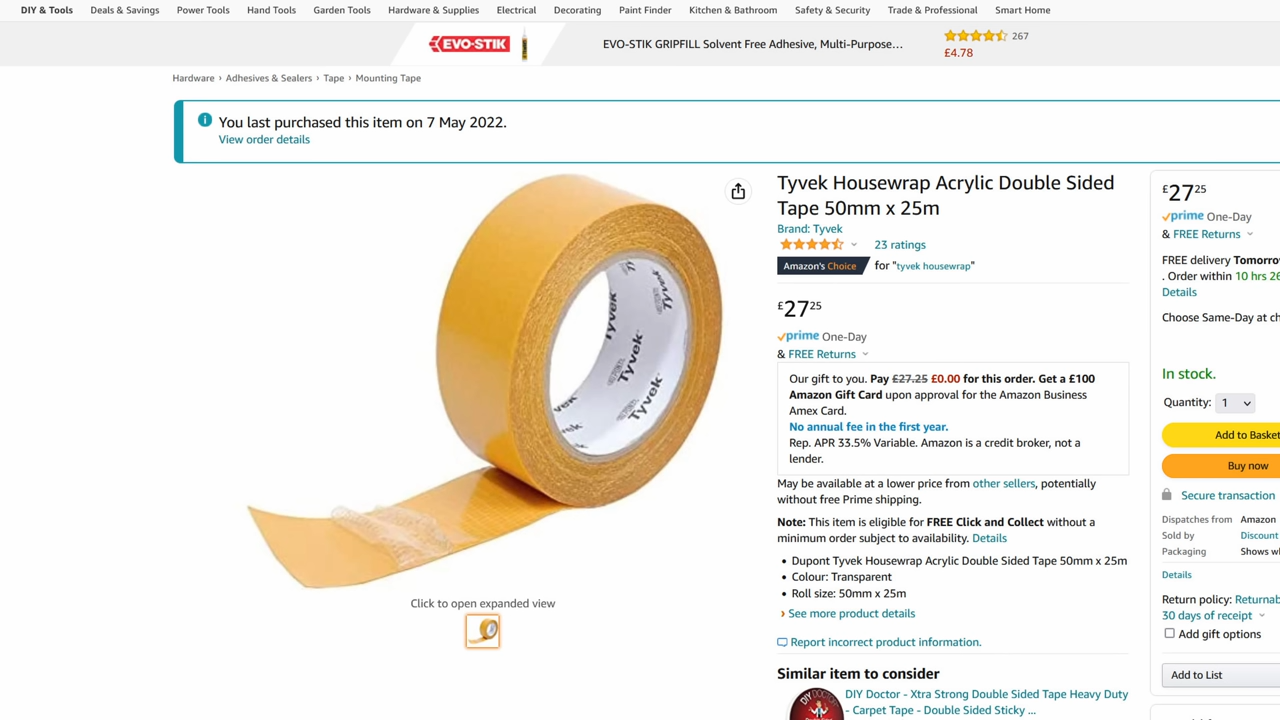 DIY & Tools Deals & Savings Power Tools Hand Tools Garden Tools Hardware & Supplies Electrical Decorating Paint Finder Kitchen & Bathroom Safety & Security Trade & Professional Smart Home
EVO-STIK
EVO-STIK GRIPFILL Solvent Free Adhesive, Multi-Purpose…
267
£4.78
Hardware › Adhesives & Sealers › Tape › Mounting Tape
You last purchased this item on 7 May 2022.
View order details
Tyvek
Tyvek
Tyvek
Tyvek
Tyvek
Click to open expanded view
Tyvek Housewrap Acrylic Double Sided
Tape 50mm x 25m
Brand: Tyvek
23 ratings
Amazon's Choice for "tyvek housewrap"
£27 25
prime One-Day
& FREE Returns
Our gift to you. Pay £27.25 £0.00 for this order. Get a £100
Amazon Gift Card upon approval for the Amazon Business
Amex Card.
No annual fee in the first year.
Rep. APR 33.5% Variable. Amazon is a credit broker, not a
lender.
May be available at a lower price from other sellers, potentially
without free Prime shipping.
Note: This item is eligible for FREE Click and Collect without a
minimum order subject to availability. Details
• Dupont Tyvek Housewrap Acrylic Double Sided Tape 50mm x 25m
• Colour: Transparent
• Roll size: 50mm x 25m
› See more product details
Report incorrect product information.
Similar item to consider
DIY DOCTOR
DIY Doctor - Xtra Strong Double Sided Tape Heavy Duty
- Carpet Tape - Double Sided Sticky ...
£27 25
prime One-Day
& FREE Returns
FREE delivery Tomorro
. Order within 10 hrs 26
Details
Choose Same-Day at ch
In stock.
Quantity: 1
Add to Basket
Buy now
Secure transaction
Dispatches from Amazon
Sold by Discount
Packaging Shows wh
Details
Return policy: Returnab
30 days of receipt
Add gift options
Add to List